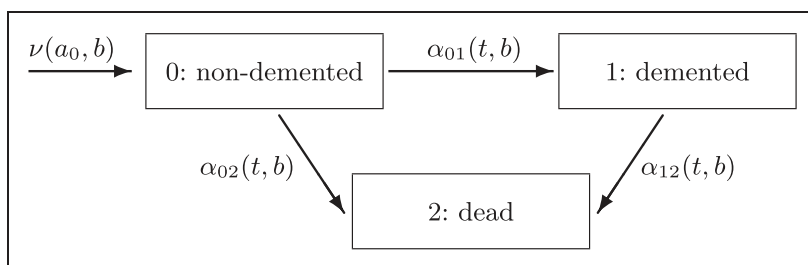 ν(a₀, b)
α₀₁(t, b)
0: non-demented
1: demented
α₀₂(t, b)
α₁₂(t, b)
2: dead